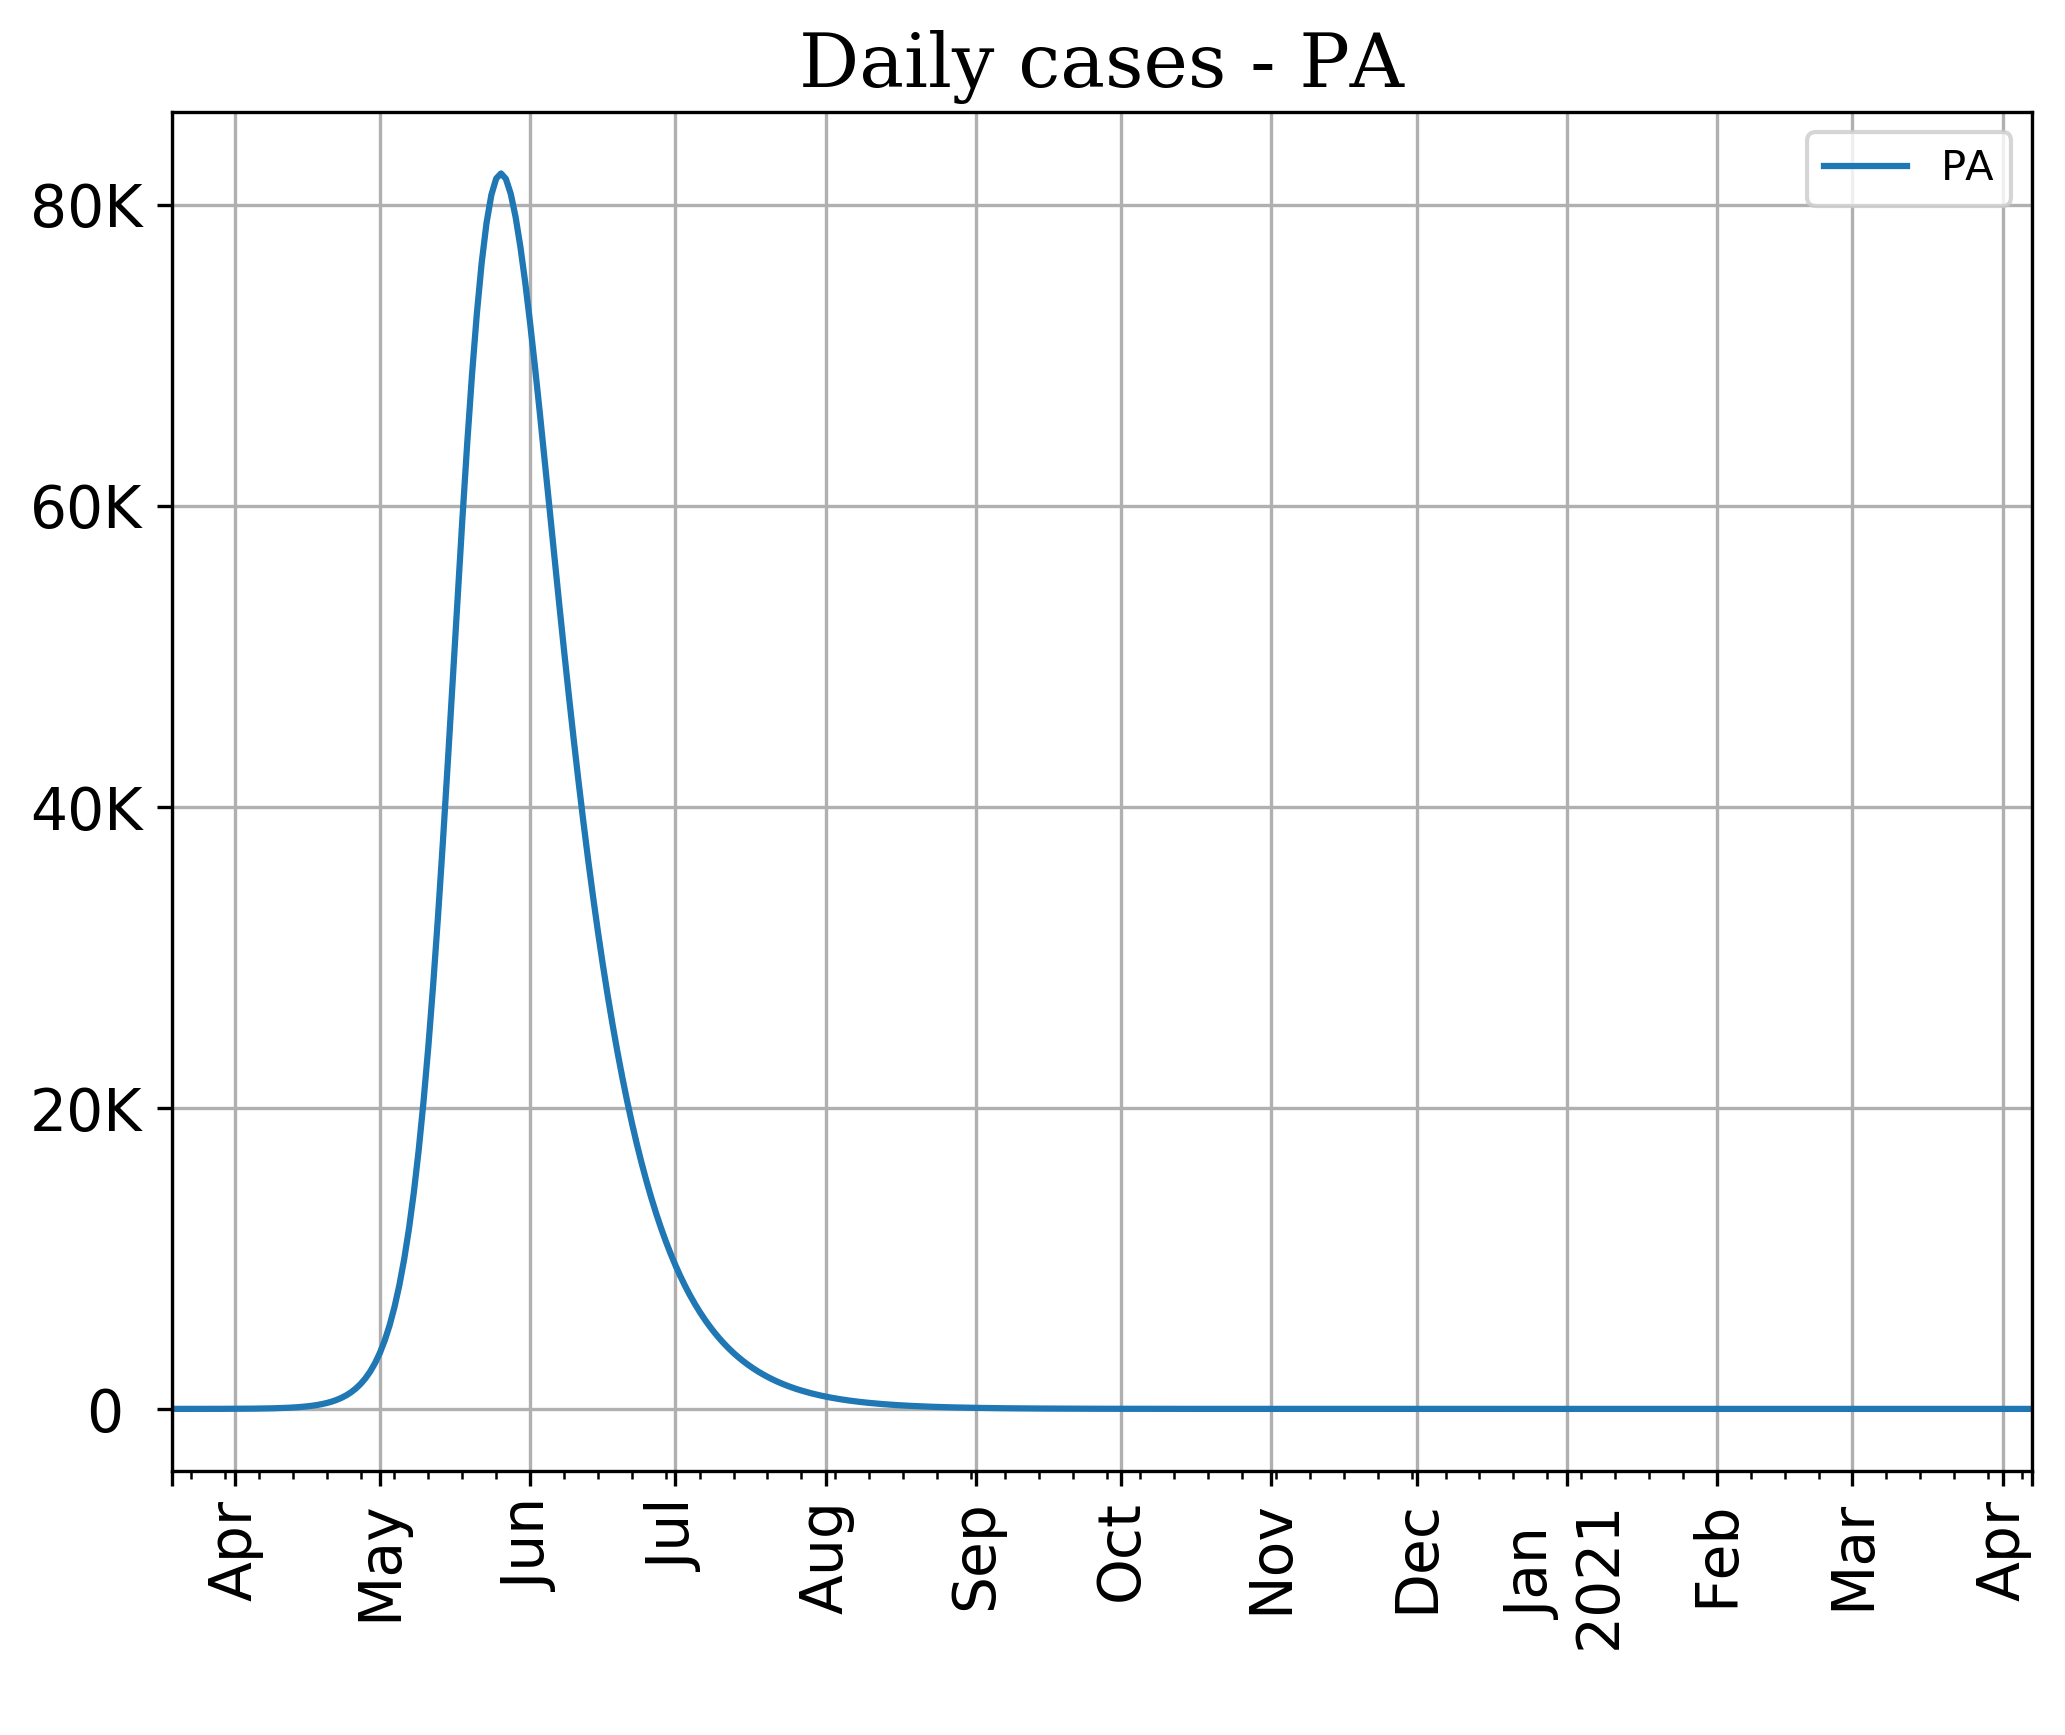 Daily cases - PA
PA
80K
60K
40K
20K
0
Apr
May
Jun
Jul
Aug
Sep
Oct
Nov
Dec
Jan
2021
Feb
Mar
Apr